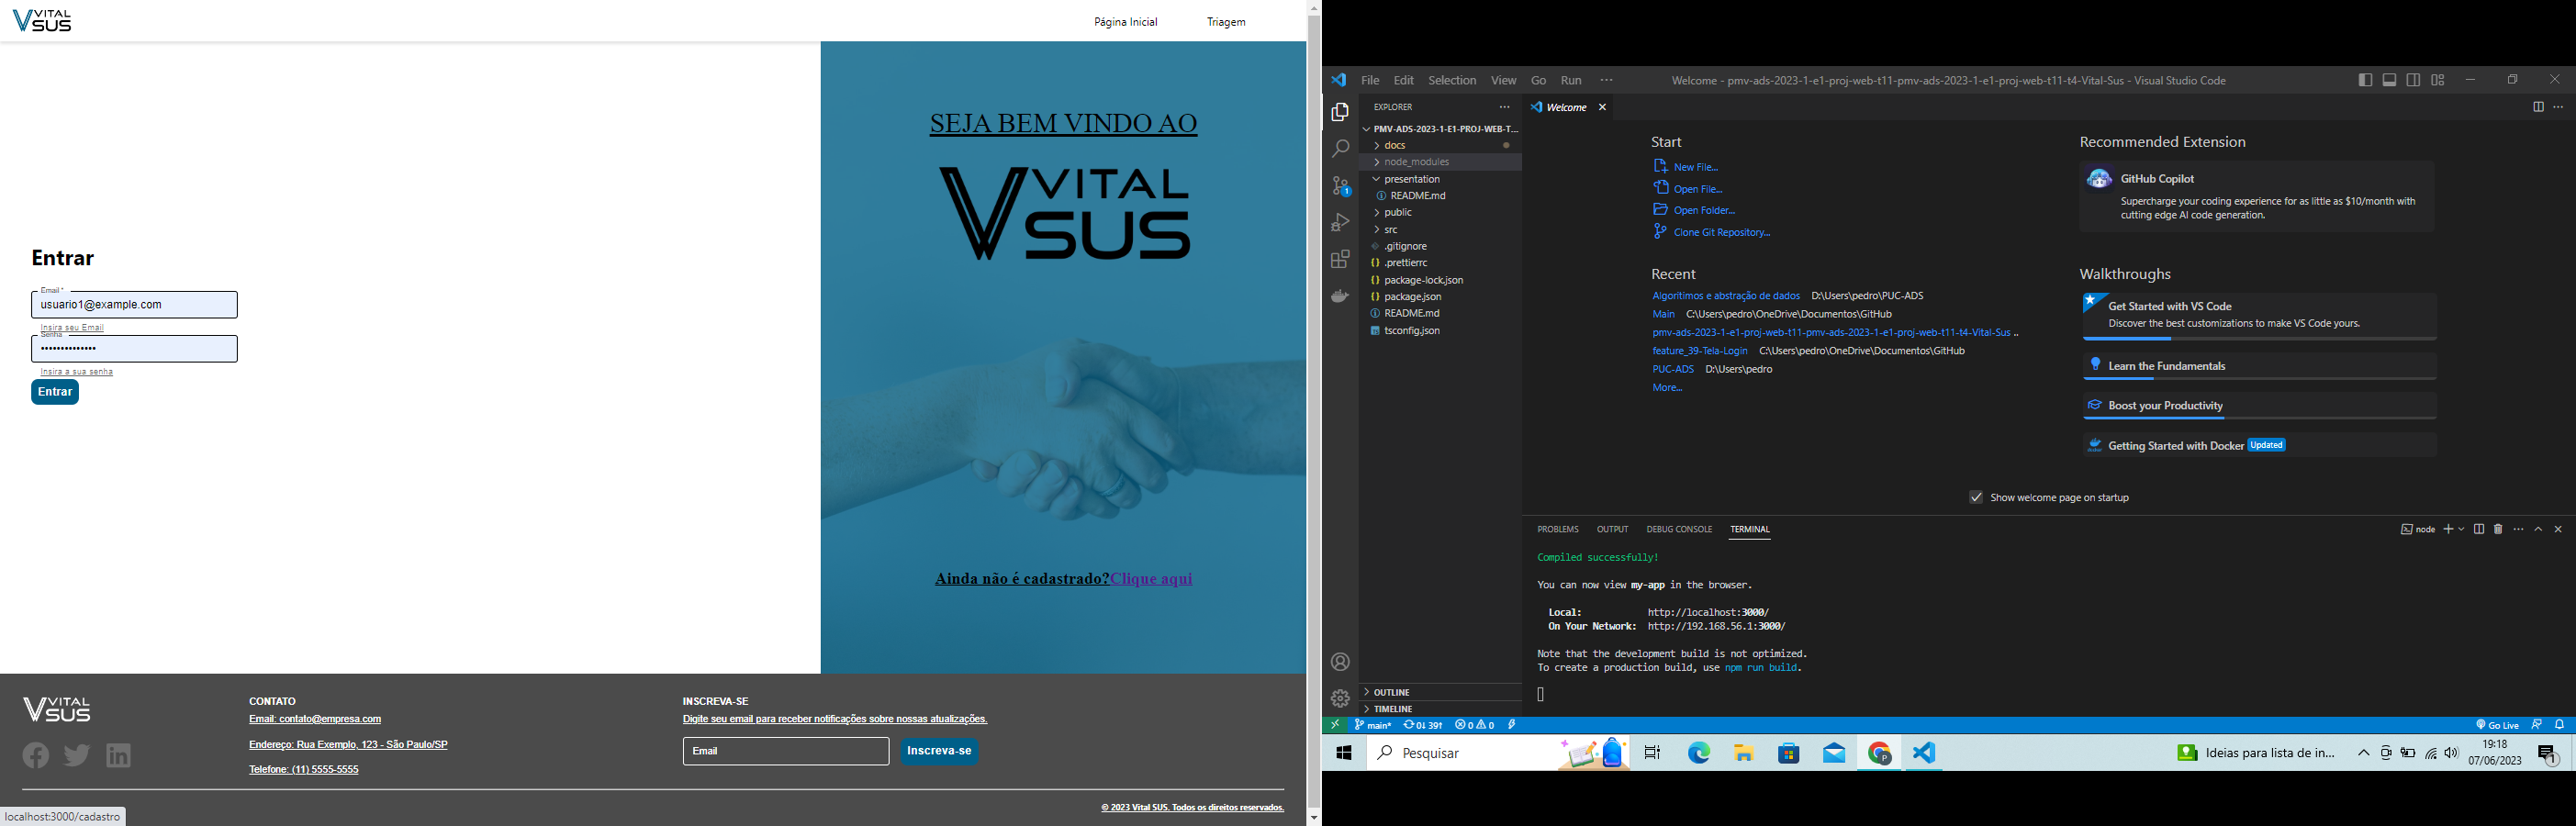 VITAL
SUS
Página Inicial
Triagem
SEJA BEM VINDO AO
VITAL
SUS
Entrar
Email *
usuario1@example.com
Insira seu Email
Senha
••••••••••••••
Insira a sua senha
Entrar
Ainda não é cadastrado?Clique aqui
VITAL
SUS
CONTATO
Email: contato@empresa.com
Endereço: Rua Exemplo, 123 - São Paulo/SP
Telefone: (11) 5555-5555
INSCREVA-SE
Digite seu email para receber notificações sobre nossas atualizações.
Email
Inscreva-se
© 2023 Vital SUS. Todos os direitos reservados.
localhost:3000/cadastro
File Edit Selection View Go Run ···
Welcome - pmv-ads-2023-1-e1-proj-web-t11-pmv-ads-2023-1-e1-proj-web-t11-t4-Vital-Sus - Visual Studio Code
EXPLORER
PMV-ADS-2023-1-E1-PROJ-WEB-T...
docs
node_modules
presentation
README.md
public
src
.gitignore
.prettierrc
package-lock.json
package.json
README.md
tsconfig.json
OUTLINE
TIMELINE
1
Welcome
Start
New File...
Open File...
Open Folder...
Clone Git Repository...
Recent
Algorítimos e abstração de dados D:\Users\pedro\PUC-ADS
Main C:\Users\pedro\OneDrive\Documentos\GitHub
pmv-ads-2023-1-e1-proj-web-t11-pmv-ads-2023-1-e1-proj-web-t11-t4-Vital-Sus ..
feature_39-Tela-Login C:\Users\pedro\OneDrive\Documentos\GitHub
PUC-ADS D:\Users\pedro
More...
Recommended Extension
GitHub Copilot
Supercharge your coding experience for as little as $10/month with
cutting edge AI code generation.
Walkthroughs
Get Started with VS Code
Discover the best customizations to make VS Code yours.
Learn the Fundamentals
Boost your Productivity
Getting Started with Docker Updated
Show welcome page on startup
PROBLEMS OUTPUT DEBUG CONSOLE TERMINAL
node
Compiled successfully!
You can now view my-app in the browser.
Local: http://localhost:3000/
On Your Network: http://192.168.56.1:3000/
Note that the development build is not optimized.
To create a production build, use npm run build.
main* 0↓ 39↑ 0 0
Go Live
Pesquisar
Ideias para lista de in...
19:18
07/06/2023
1